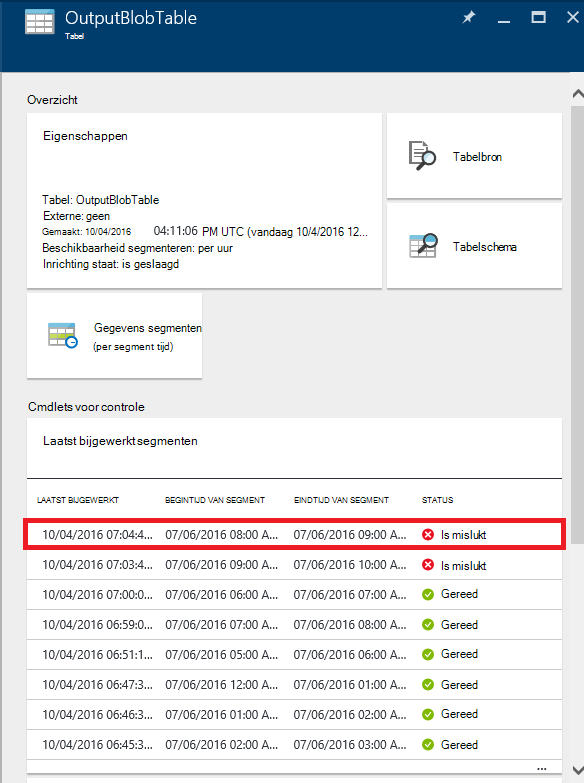 OutputBlobTable
Tabel
Overzicht
Eigenschappen
Tabel: OutputBlobTable
Externe: geen
Gemaakt: 10/04/2016 04:11:06 PM UTC (vandaag 10/4/2016 12...
Beschikbaarheid segmenteren: per uur
Inrichting staat: is geslaagd
Tabelbron
Tabelschema
Gegevens segmenten
(per segment tijd)
Cmdlets voor controle
Laatst bijgewerkt segmenten
LAATST BIJGEWERKT BEGINTIJD VAN SEGMENT EINDTIJD VAN SEGMENT STATUS
10/04/2016 07:04:4... 07/06/2016 08:00 A... 07/06/2016 09:00 A... Is mislukt
10/04/2016 07:03:4... 07/06/2016 09:00 A... 07/06/2016 10:00 A... Is mislukt
10/04/2016 07:00:0... 07/06/2016 06:00 A... 07/06/2016 07:00 A... Gereed
10/04/2016 06:59:0... 07/06/2016 07:00 A... 07/06/2016 08:00 A... Gereed
10/04/2016 06:51:1... 07/06/2016 05:00 A... 07/06/2016 06:00 A... Gereed
10/04/2016 06:47:3... 07/06/2016 12:00 A... 07/06/2016 01:00 A... Gereed
10/04/2016 06:46:3... 07/06/2016 01:00 A... 07/06/2016 02:00 A... Gereed
10/04/2016 06:45:3... 07/06/2016 02:00 A... 07/06/2016 03:00 A... Gereed
...